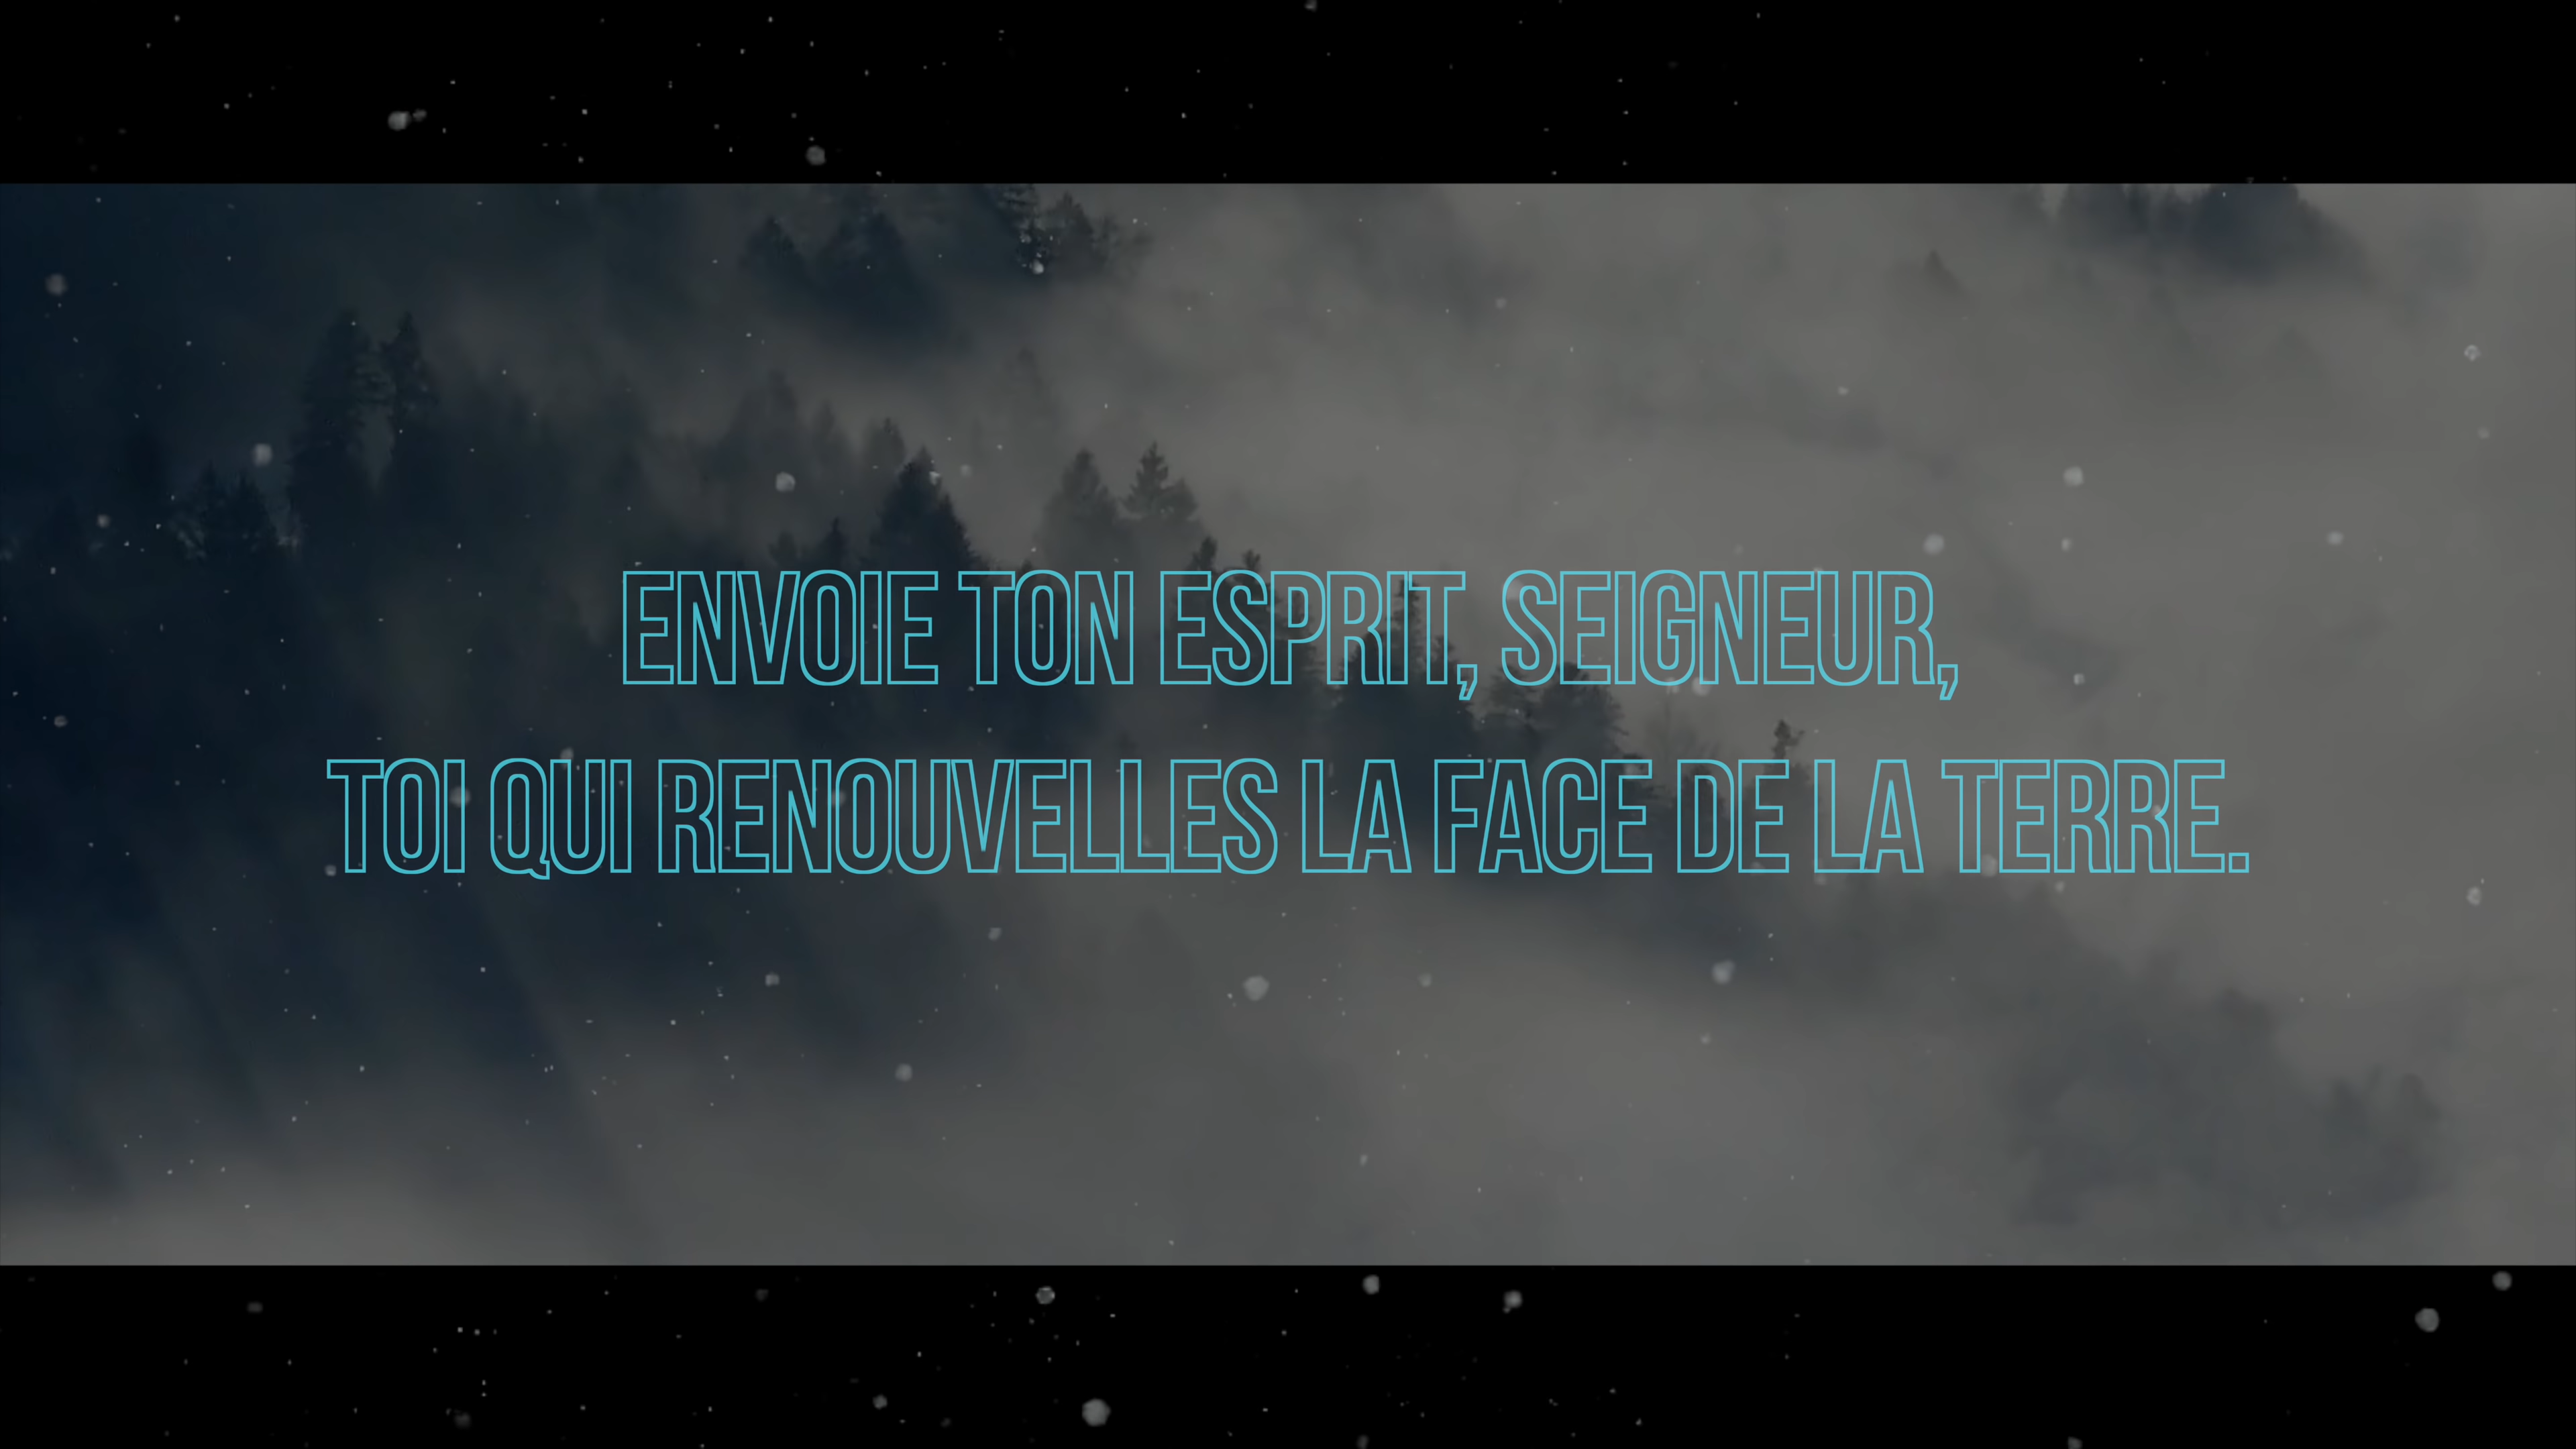 ENVOIE TON ESPRIT, SEIGNEUR,
TOI QUI RENOUVELLES LA FACE DE LA TERRE.